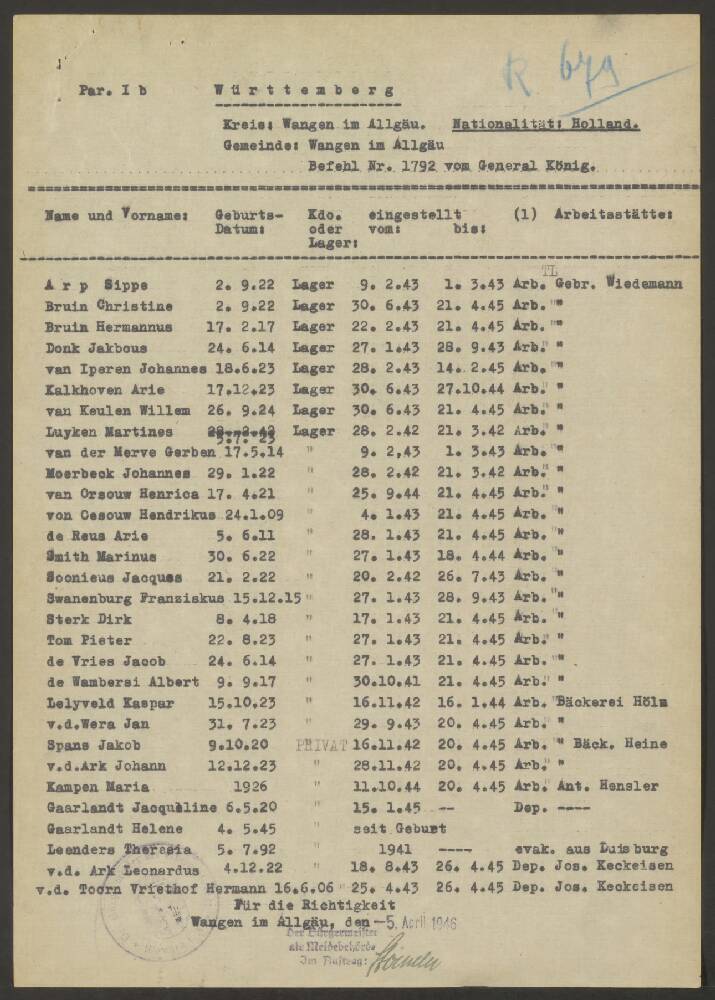 R 679
Par. I b   Württemberg
Kreis: Wangen im Allgäu.   Nationalität: Holland.
Gemeinde: Wangen im Allgäu
Befehl Nr. 1792 vom General König.
Name und Vorname:   Geburts-   Kdo.   eingestellt   (1)   Arbeitsstätte:
Datum:   oder   vom:   bis:
Lager:
TL
Arp Sippe   2. 9.22   Lager   9. 2.43   1. 3.43   Arb.   Gebr. Wiedemann
Bruin Christine   2. 9.22   Lager   30. 6.43   21. 4.45   Arb.   " "
Bruin Hermannus   17. 2.17   Lager   22. 2.43   21. 4.45   Arb.   " "
Donk Jakbous   24. 6.14   Lager   27. 1.43   28. 9.43   Arb.   " "
van Iperen Johannes   18.6.23   Lager   28. 2.43   14. 2.45   Arb.   " "
Kalkhoven Arie   17.12.23   Lager   30. 6.43   27.10.44   Arb.   " "
van Keulen Willem   26. 9.24   Lager   30. 6.43   21. 4.45   Arb.   " "
Luyken Martines   28. 2.42   Lager   28. 2.42   21. 3.42   Arb.   " "
5.7. 23
van der Merve Gerben   17.5.14   "   9. 2,43   1. 3.43   Arb.   " "
Moerbeck Johannes   29. 1.22   "   28. 2.42   21. 3.42   Arb.   " "
van Orsouw Henrica   17. 4.21   "   25. 9.44   21. 4.45   Arb.   " "
von Oesouw Hendrikus   24.1.09   "   4. 1.43   21. 4.45   Arb.   " "
de Reus Arie   5. 6.11   "   28. 1.43   21. 4.45   Arb.   " "
Smith Marinus   30. 6.22   "   27. 1.43   18. 4.44   Arb.   " "
Soonieus Jacques   21. 2.22   "   20. 2.42   26. 7.43   Arb.   " "
Swanenburg Franziskus   15.12.15   "   27. 1.43   28. 9.43   Arb.   " "
Sterk Dirk   8. 4.18   "   17. 1.43   21. 4.45   Arb.   " "
Tom Pieter   22. 8.23   "   27. 1.43   21. 4.45   Arb.   " "
de Vries Jacob   24. 6.14   "   27. 1.43   21. 4.45   Arb.   " "
de Wambersi Albert   9. 9.17   "   30.10.41   21. 4.45   Arb.   " "
Lelyveld Kaspar   15.10.23   "   16.11.42   16. 1.44   Arb.   " Bäckerei Hölm
v.d.Wera Jan   31. 7.23   "   29. 9.43   20. 4.45   Arb.   " "
Spans Jakob   9.10.20   PRIVAT   16.11.42   20. 4.45   Arb.   " " Bäck. Heine
v.d.Ark Johann   12.12.23   "   28.11.42   20. 4.45   Arb.   " "
Kampen Maria   1926   "   11.10.44   20. 4.45   Arb.   " Ant. Hensler
Gaarlandt Jacquèline   6.5.20   "   15. 1.45   --   Dep.   ----
Gaarlandt Helene   4. 5.45   "   seit Geburt
Leenders Theresia   5. 7.92   "   1941   ----   evak. aus Duisburg
v.d. Ark Leonardus   4.12.22   "   18. 8.43   26. 4.45   Dep.   Jos. Keckeisen
v.d. Toorn Vriethof Hermann   16.6.06   "   25. 4.43   26. 4.45   Dep.   Jos. Keckeisen
Für die Richtigkeit
Wangen im Allgäu, den -5. April 1946
Der Bürgermeister
als Meldebehörde
Im Auftrag: